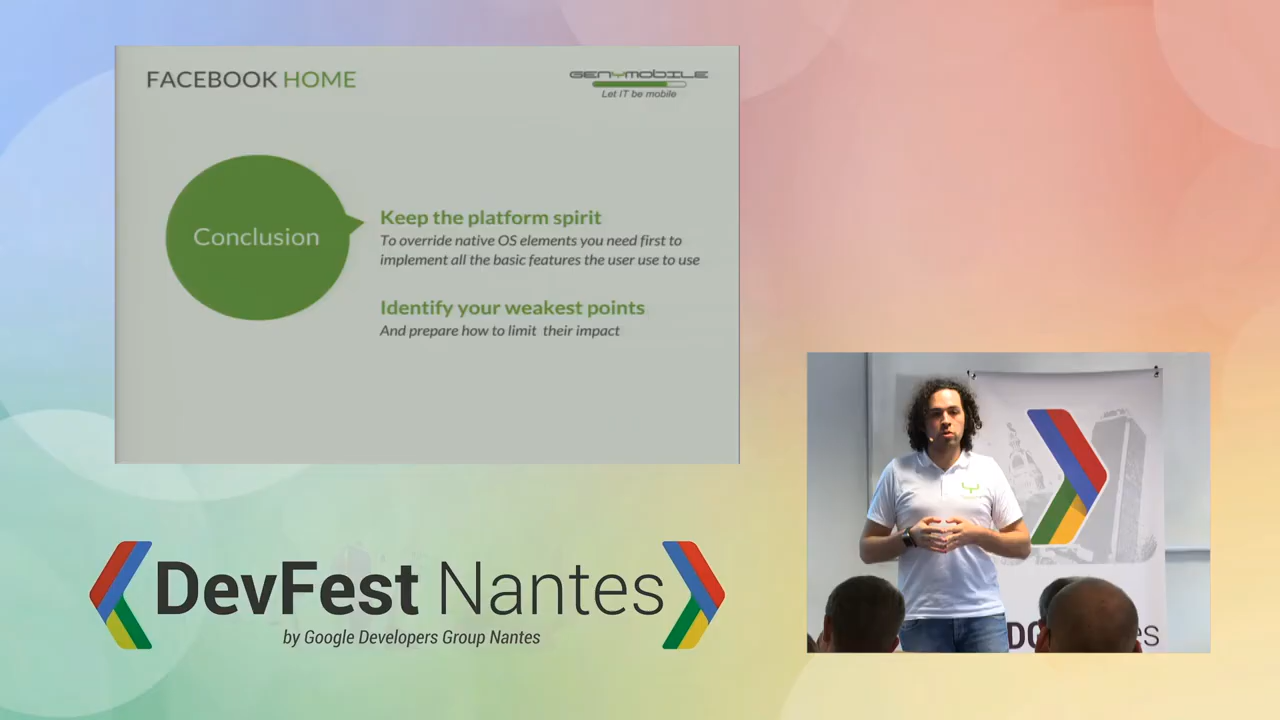 FACEBOOK HOME
GENYMOBILE
Let IT be mobile
Conclusion
Keep the platform spirit
To override native OS elements you need first to
implement all the basic features the user use to use
Identify your weakest points
And prepare how to limit their impact
DevFest Nantes
by Google Developers Group Nantes